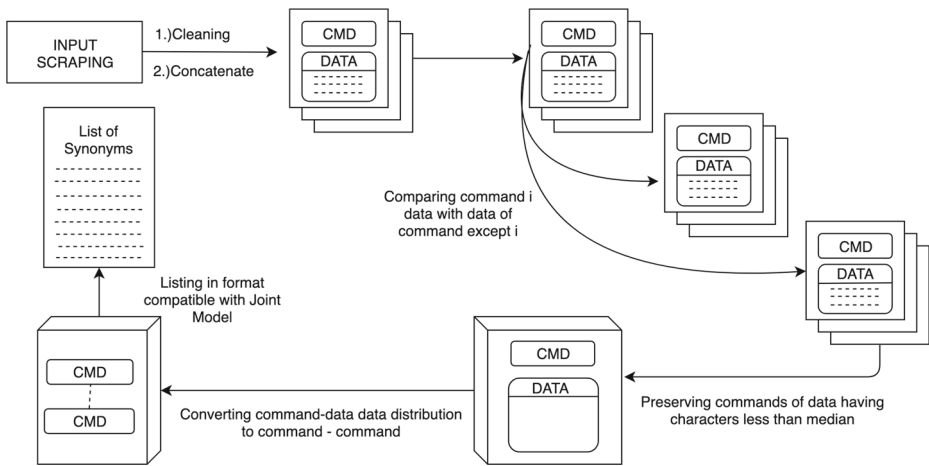 INPUT
SCRAPING
1.)Cleaning
2.)Concatenate
CMD
DATA
CMD
DATA
CMD
DATA
CMD
DATA
Comparing command i
data with data of
command except i
List of
Synonyms
Listing in format
compatible with Joint
Model
Preserving commands of data having
characters less than median
CMD
DATA
Converting command-data data distribution
to command - command
CMD
CMD